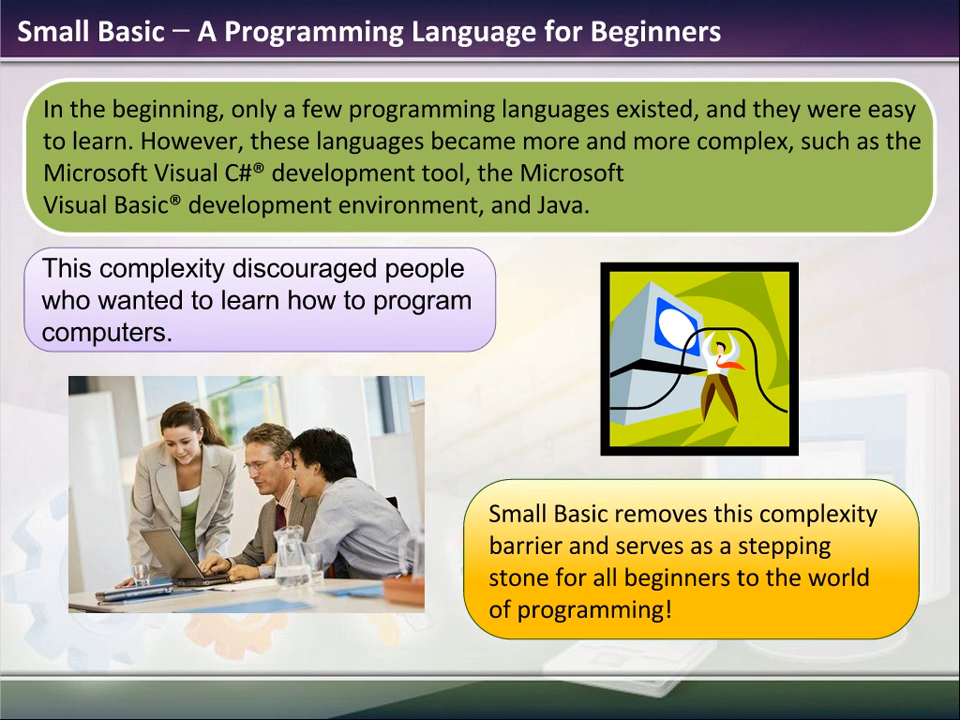 Small Basic – A Programming Language for Beginners
In the beginning, only a few programming languages existed, and they were easy
to learn. However, these languages became more and more complex, such as the
Microsoft Visual C#® development tool, the Microsoft
Visual Basic® development environment, and Java.
This complexity discouraged people
who wanted to learn how to program
computers.
Small Basic removes this complexity
barrier and serves as a stepping
stone for all beginners to the world
of programming!